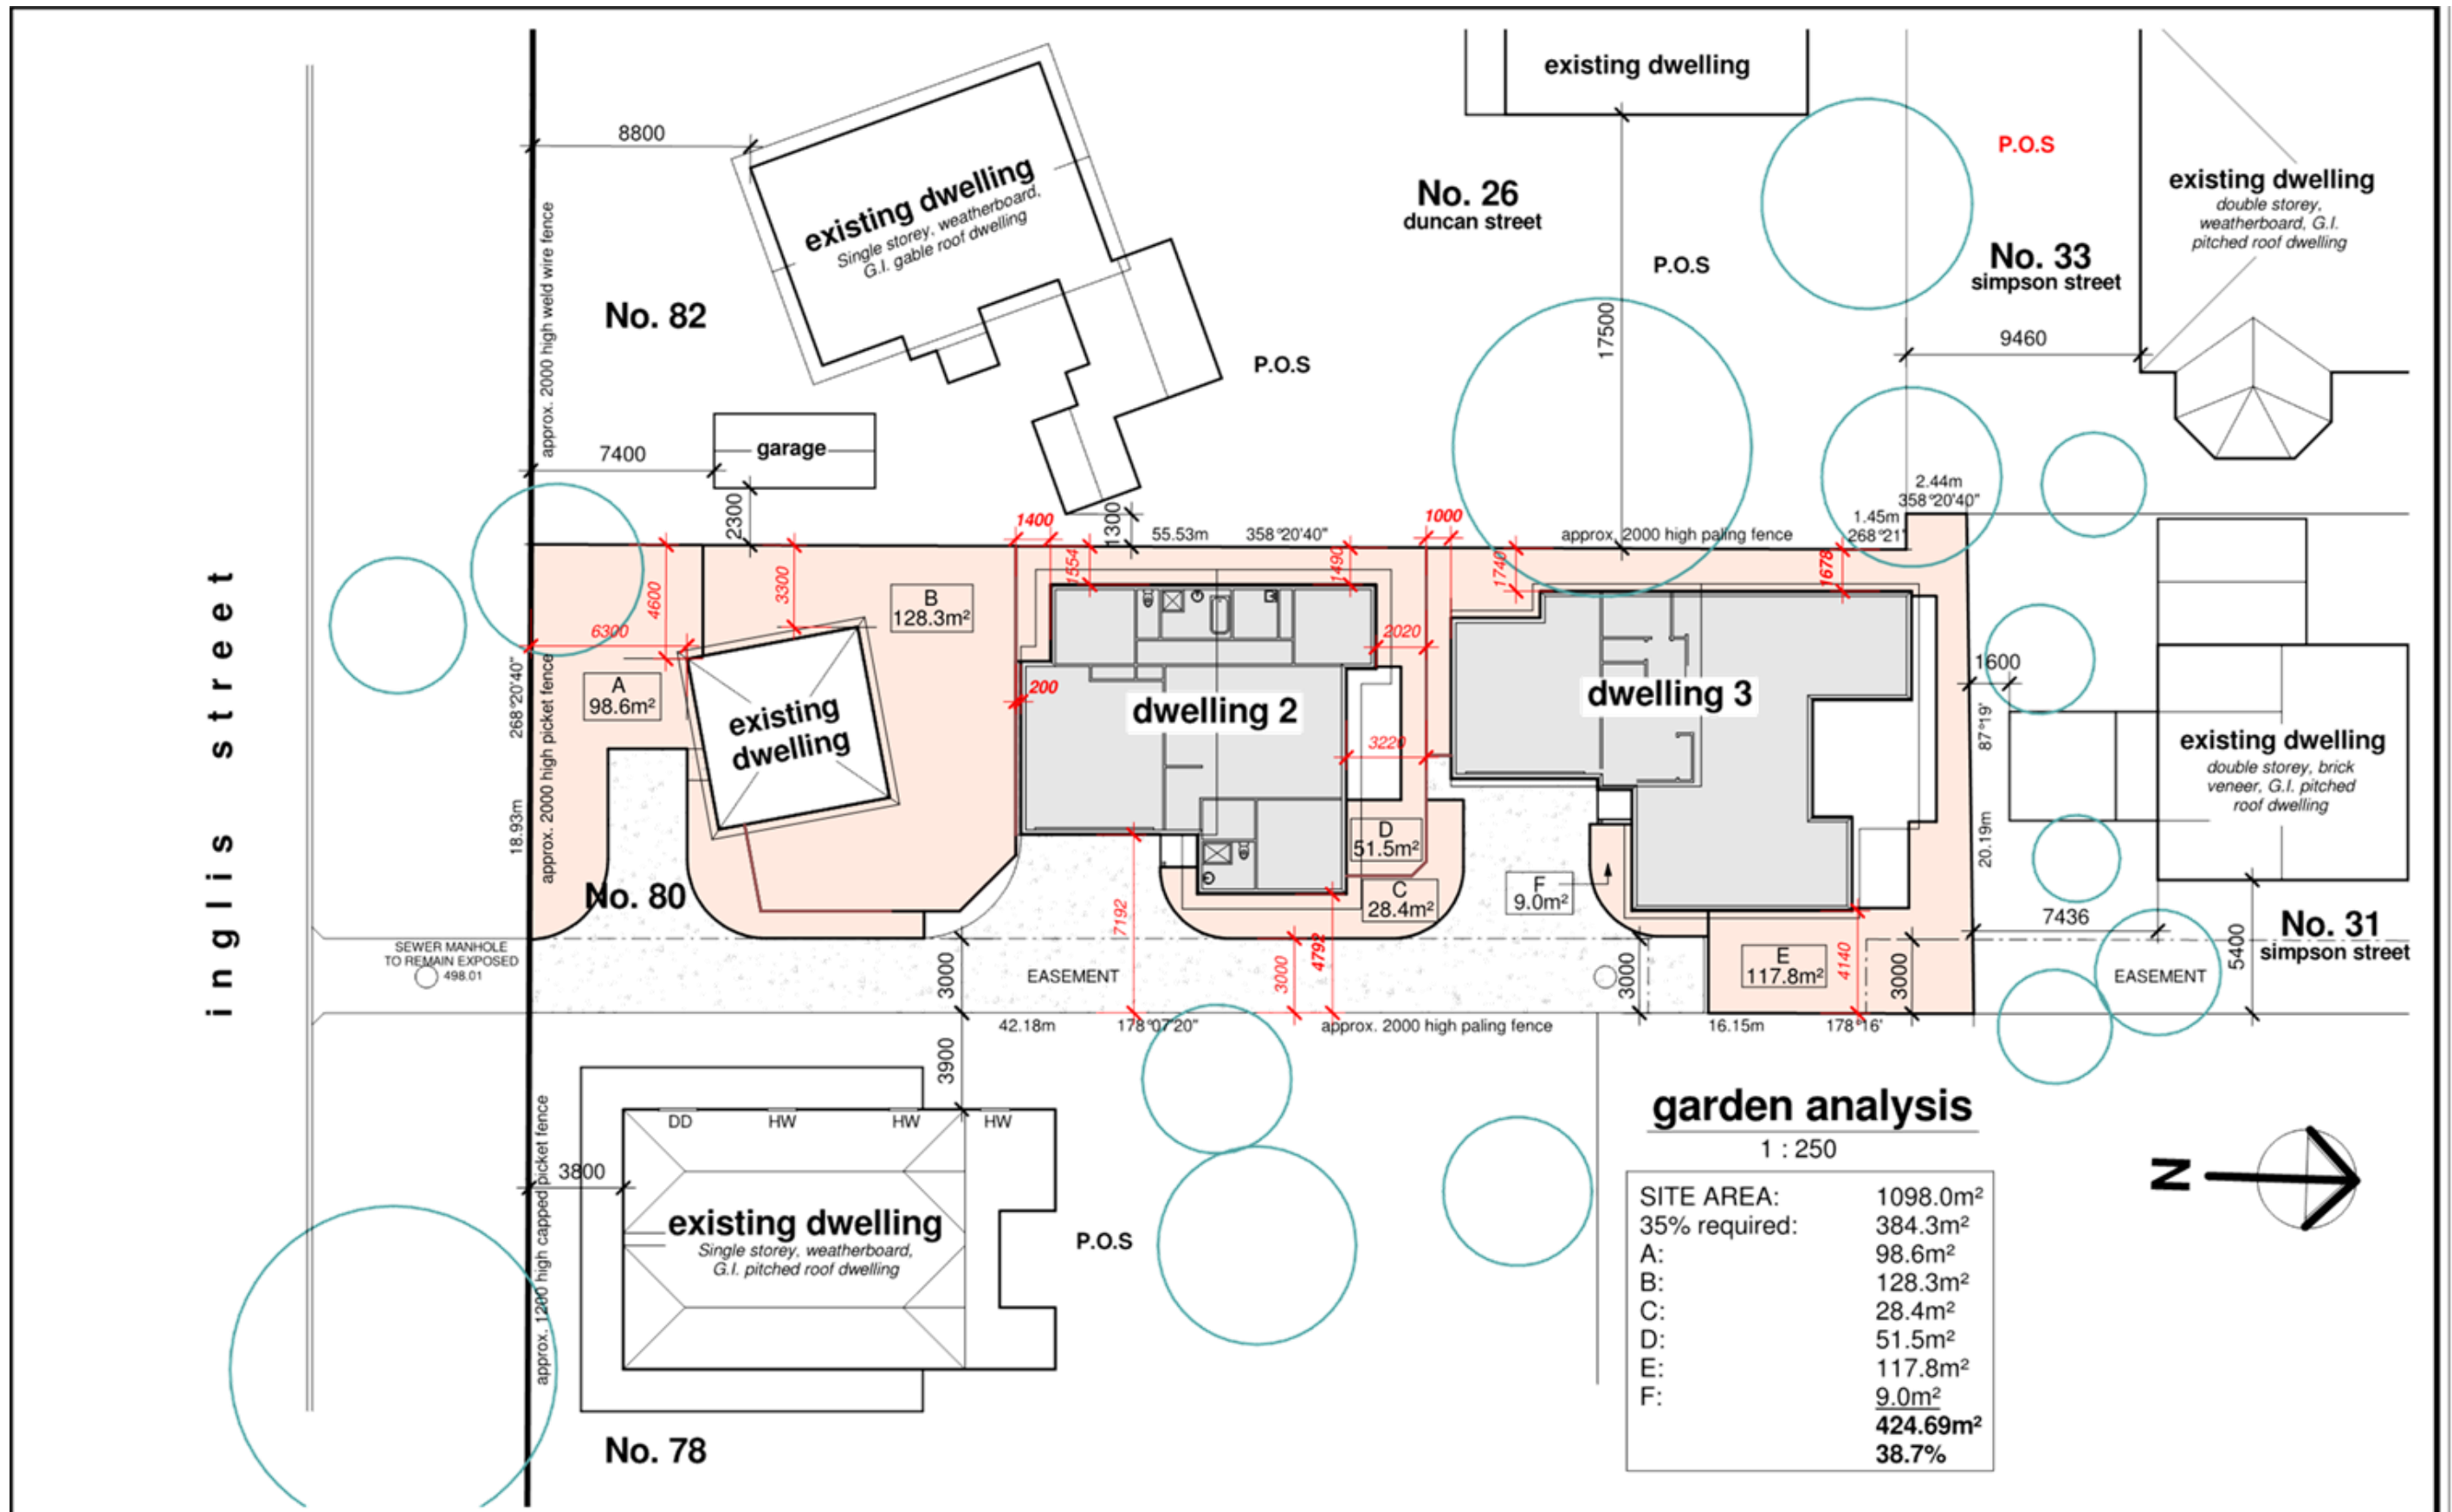 existing dwelling
8800
P.O.S
existing dwelling
Single storey, weatherboard,
G.I. gable roof dwelling
No. 26
duncan street
existing dwelling
double storey,
weatherboard, G.I.
pitched roof dwelling
approx. 2000 high weld wire fence
No. 82
P.O.S
No. 33
simpson street
17500
9460
P.O.S
7400
garage
2300
1300
2.44m
358°20'40"
1400
55.53m
358°20'40"
1000
approx. 2000 high paling fence
1.45m
268°21'
1554
1490
1740
1678
4600
3300
B
128.3m²
6300
2020
inglis street
268°20'40"
18.93m
approx. 2000 high picket fence
A
98.6m²
existing
dwelling
200
dwelling 2
dwelling 3
3220
1600
87°19'
20.19m
existing dwelling
double storey, brick
veneer, G.I. pitched
roof dwelling
D
51.5m²
No. 80
C
28.4m²
F
9.0m²
7192
4792
3000
4140
3000
3000
3000
7436
5400
No. 31
simpson street
SEWER MANHOLE
TO REMAIN EXPOSED
498.01
EASEMENT
E
117.8m²
EASEMENT
42.18m
178°07'20"
approx. 2000 high paling fence
16.15m
178°16'
3900
approx. 1200 high capped picket fence
DD
HW
HW
HW
3800
existing dwelling
Single storey, weatherboard,
G.I. pitched roof dwelling
P.O.S
No. 78
garden analysis
1 : 250
N
SITE AREA: 1098.0m²
35% required: 384.3m²
A: 98.6m²
B: 128.3m²
C: 28.4m²
D: 51.5m²
E: 117.8m²
F: 9.0m²
424.69m²
38.7%